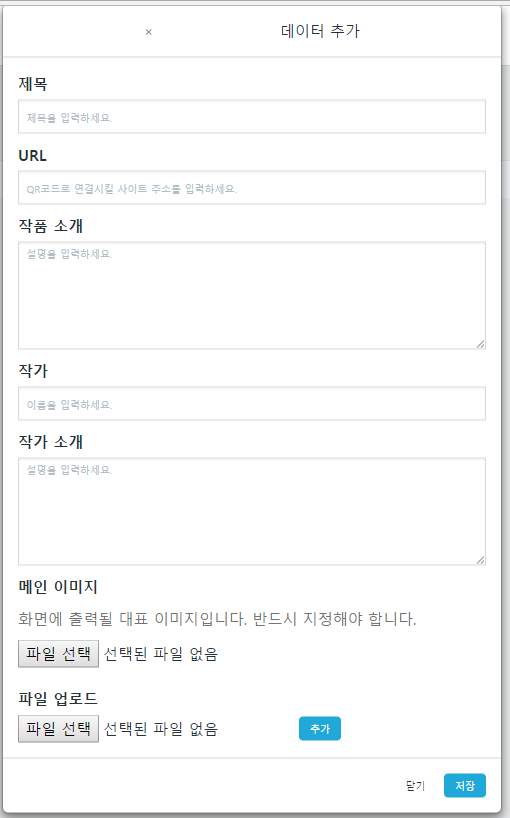 × 데이터 추가
제목
제목을 입력하세요.
URL
QR코드로 연결시킬 사이트 주소를 입력하세요.
작품 소개
설명을 입력하세요.
작가
이름을 입력하세요.
작가 소개
설명을 입력하세요.
메인 이미지
화면에 출력될 대표 이미지입니다. 반드시 지정해야 합니다.
파일 선택 선택된 파일 없음
파일 업로드
파일 선택 선택된 파일 없음 추가
닫기 저장